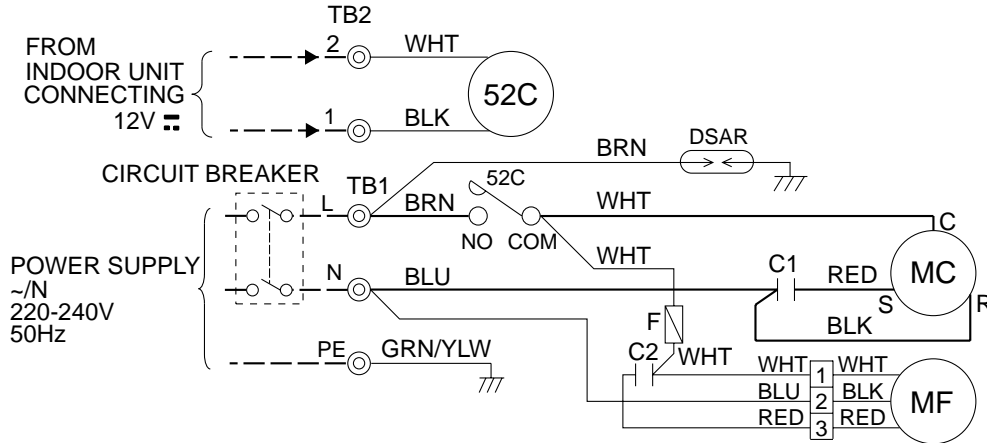 TB2
FROM
INDOOR UNIT
CONNECTING
12V
2
WHT
52C
1
BLK
BRN
DSAR
CIRCUIT BREAKER
TB1
52C
L
BRN
WHT
NO
COM
C
POWER SUPPLY
~/N
220-240V
50Hz
N
BLU
WHT
C1
RED
MC
S
R
BLK
F
PE
GRN/YLW
C2
WHT
WHT
1
WHT
BLU
2
BLK
MF
RED
3
RED